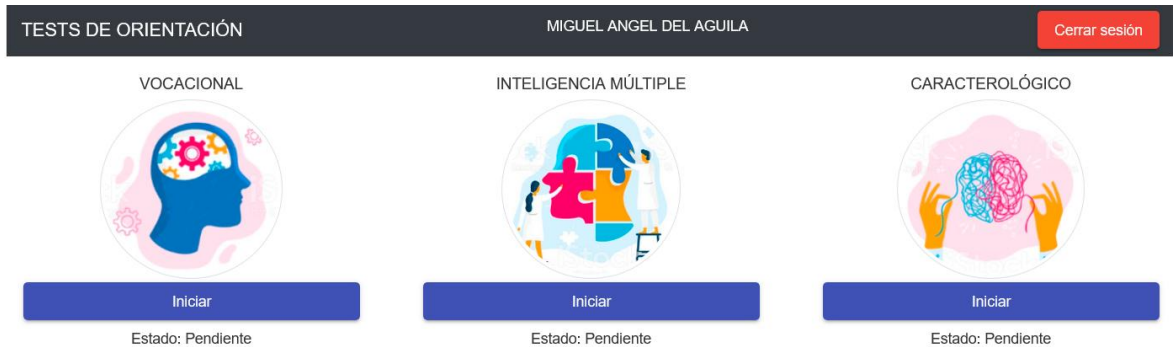 TESTS DE ORIENTACIÓN
MIGUEL ANGEL DEL AGUILA
Cerrar sesión
VOCACIONAL
INTELIGENCIA MÚLTIPLE
CARACTEROLÓGICO
Iniciar
Iniciar
Iniciar
Estado: Pendiente
Estado: Pendiente
Estado: Pendiente